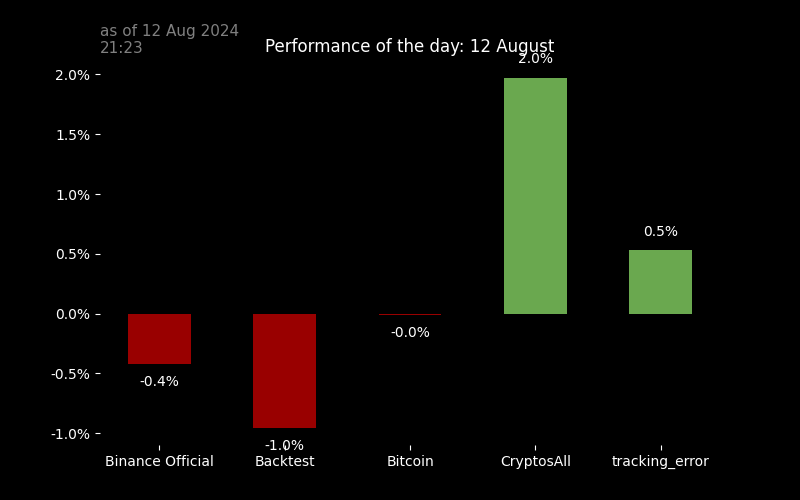 as of 12 Aug 2024
21:23
Performance of the day: 12 August
2.0%
2.0%
1.5%
1.0%
0.5%
0.5%
0.0%
-0.0%
-0.5%
-0.4%
-1.0%
-1.0%
Binance Official
Backtest
Bitcoin
CryptosAll
tracking_error